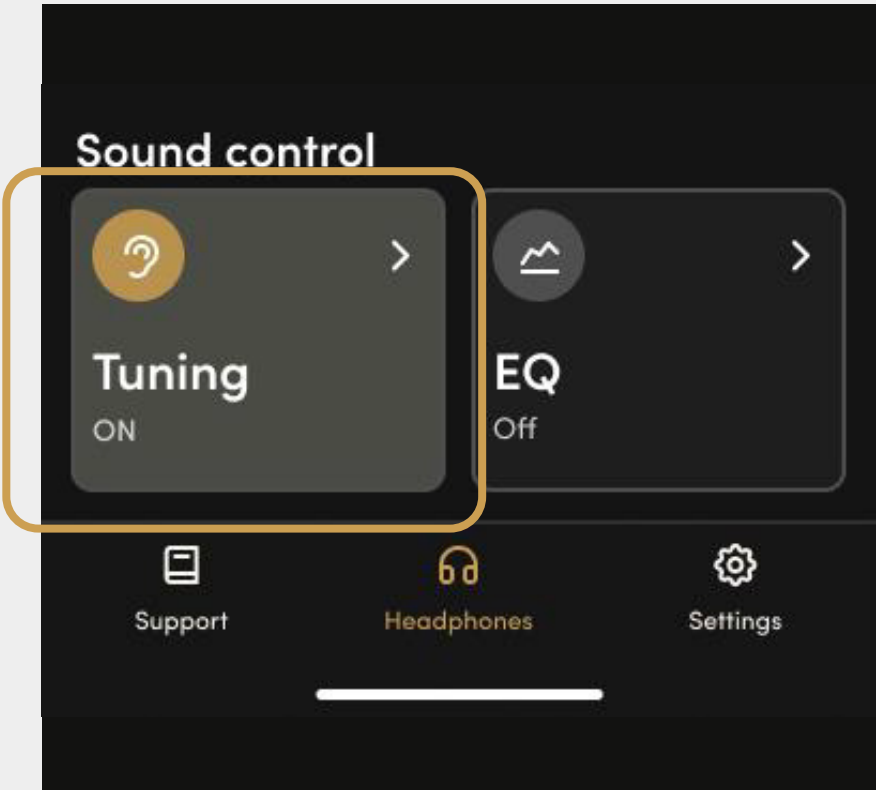 Sound control
Tuning
ON
EQ
Off
Support
Headphones
Settings